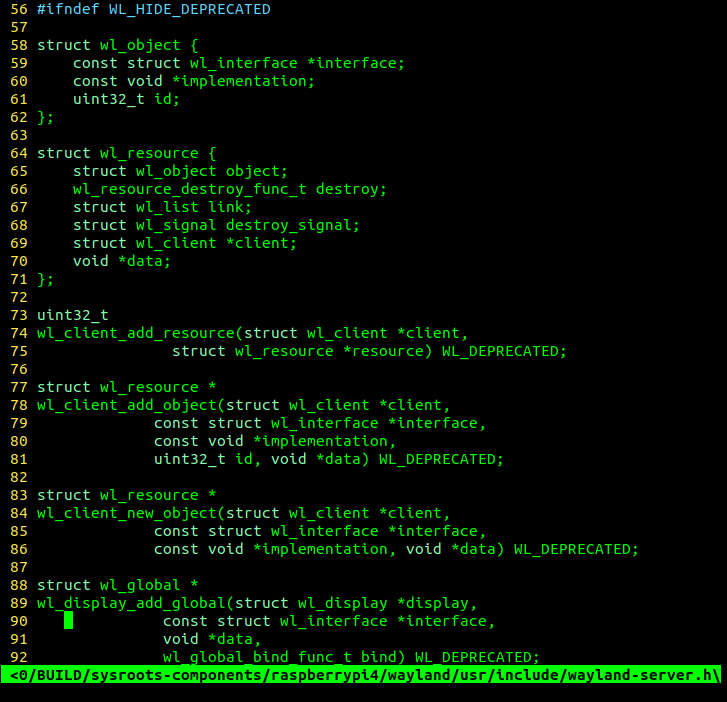 56 #ifndef WL_HIDE_DEPRECATED
57
58 struct wl_object {
59     const struct wl_interface *interface;
60     const void *implementation;
61     uint32_t id;
62 };
63
64 struct wl_resource {
65     struct wl_object object;
66     wl_resource_destroy_func_t destroy;
67     struct wl_list link;
68     struct wl_signal destroy_signal;
69     struct wl_client *client;
70     void *data;
71 };
72
73 uint32_t
74 wl_client_add_resource(struct wl_client *client,
75                struct wl_resource *resource) WL_DEPRECATED;
76
77 struct wl_resource *
78 wl_client_add_object(struct wl_client *client,
79              const struct wl_interface *interface,
80              const void *implementation,
81              uint32_t id, void *data) WL_DEPRECATED;
82
83 struct wl_resource *
84 wl_client_new_object(struct wl_client *client,
85              const struct wl_interface *interface,
86              const void *implementation, void *data) WL_DEPRECATED;
87
88 struct wl_global *
89 wl_display_add_global(struct wl_display *display,
90               const struct wl_interface *interface,
91               void *data,
92               wl_global_bind_func_t bind) WL_DEPRECATED;
<0/BUILD/sysroots-components/raspberrypi4/wayland/usr/include/wayland-server.h\